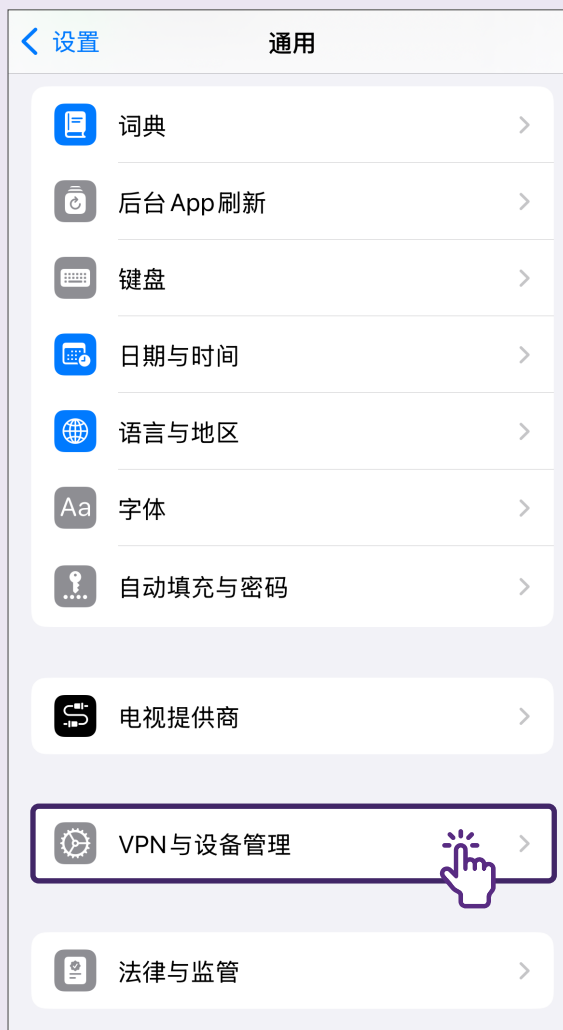 设置
通用
词典
后台App刷新
键盘
日期与时间
语言与地区
Aa
字体
自动填充与密码
电视提供商
VPN与设备管理
法律与监管